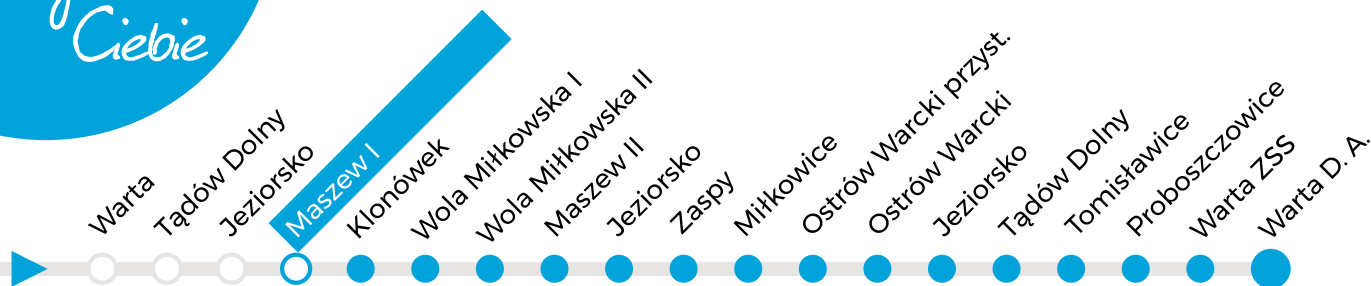 Ciebie
Warta
Tądów Dolny
Jeziorsko
Maszew I
Klonówek
Wola Miłkowska I
Wola Miłkowska II
Maszew II
Jeziorsko
Zaspy
Miłkowice
Ostrów Warcki przyst.
Ostrów Warcki
Jeziorsko
Tądów Dolny
Tomisławice
Proboszczowice
Warta ZSS
Warta D. A.